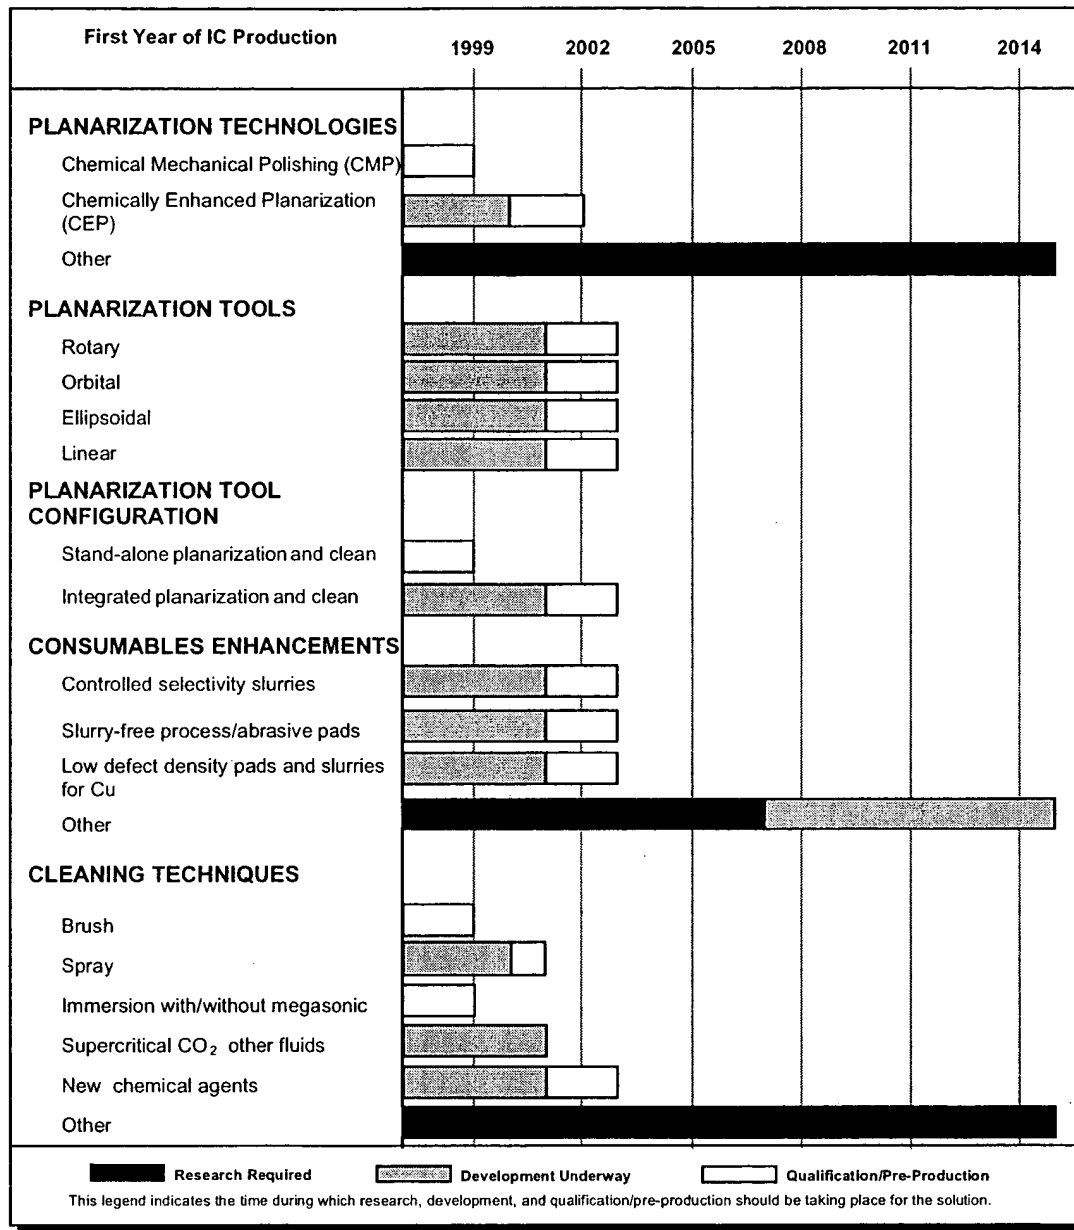 First Year of IC Production
1999 2002 2005 2008 2011 2014
PLANARIZATION TECHNOLOGIES
Chemical Mechanical Polishing (CMP)
Chemically Enhanced Planarization
(CEP)
Other
PLANARIZATION TOOLS
Rotary
Orbital
Ellipsoidal
Linear
PLANARIZATION TOOL
CONFIGURATION
Stand-alone planarization and clean
Integrated planarization and clean
CONSUMABLES ENHANCEMENTS
Controlled selectivity slurries
Slurry-free process/abrasive pads
Low defect density pads and slurries
for Cu
Other
CLEANING TECHNIQUES
Brush
Spray
Immersion with/without megasonic
Supercritical CO₂ other fluids
New chemical agents
Other
Research Required Development Underway Qualification/Pre-Production
This legend indicates the time during which research, development, and qualification/pre-production should be taking place for the solution.